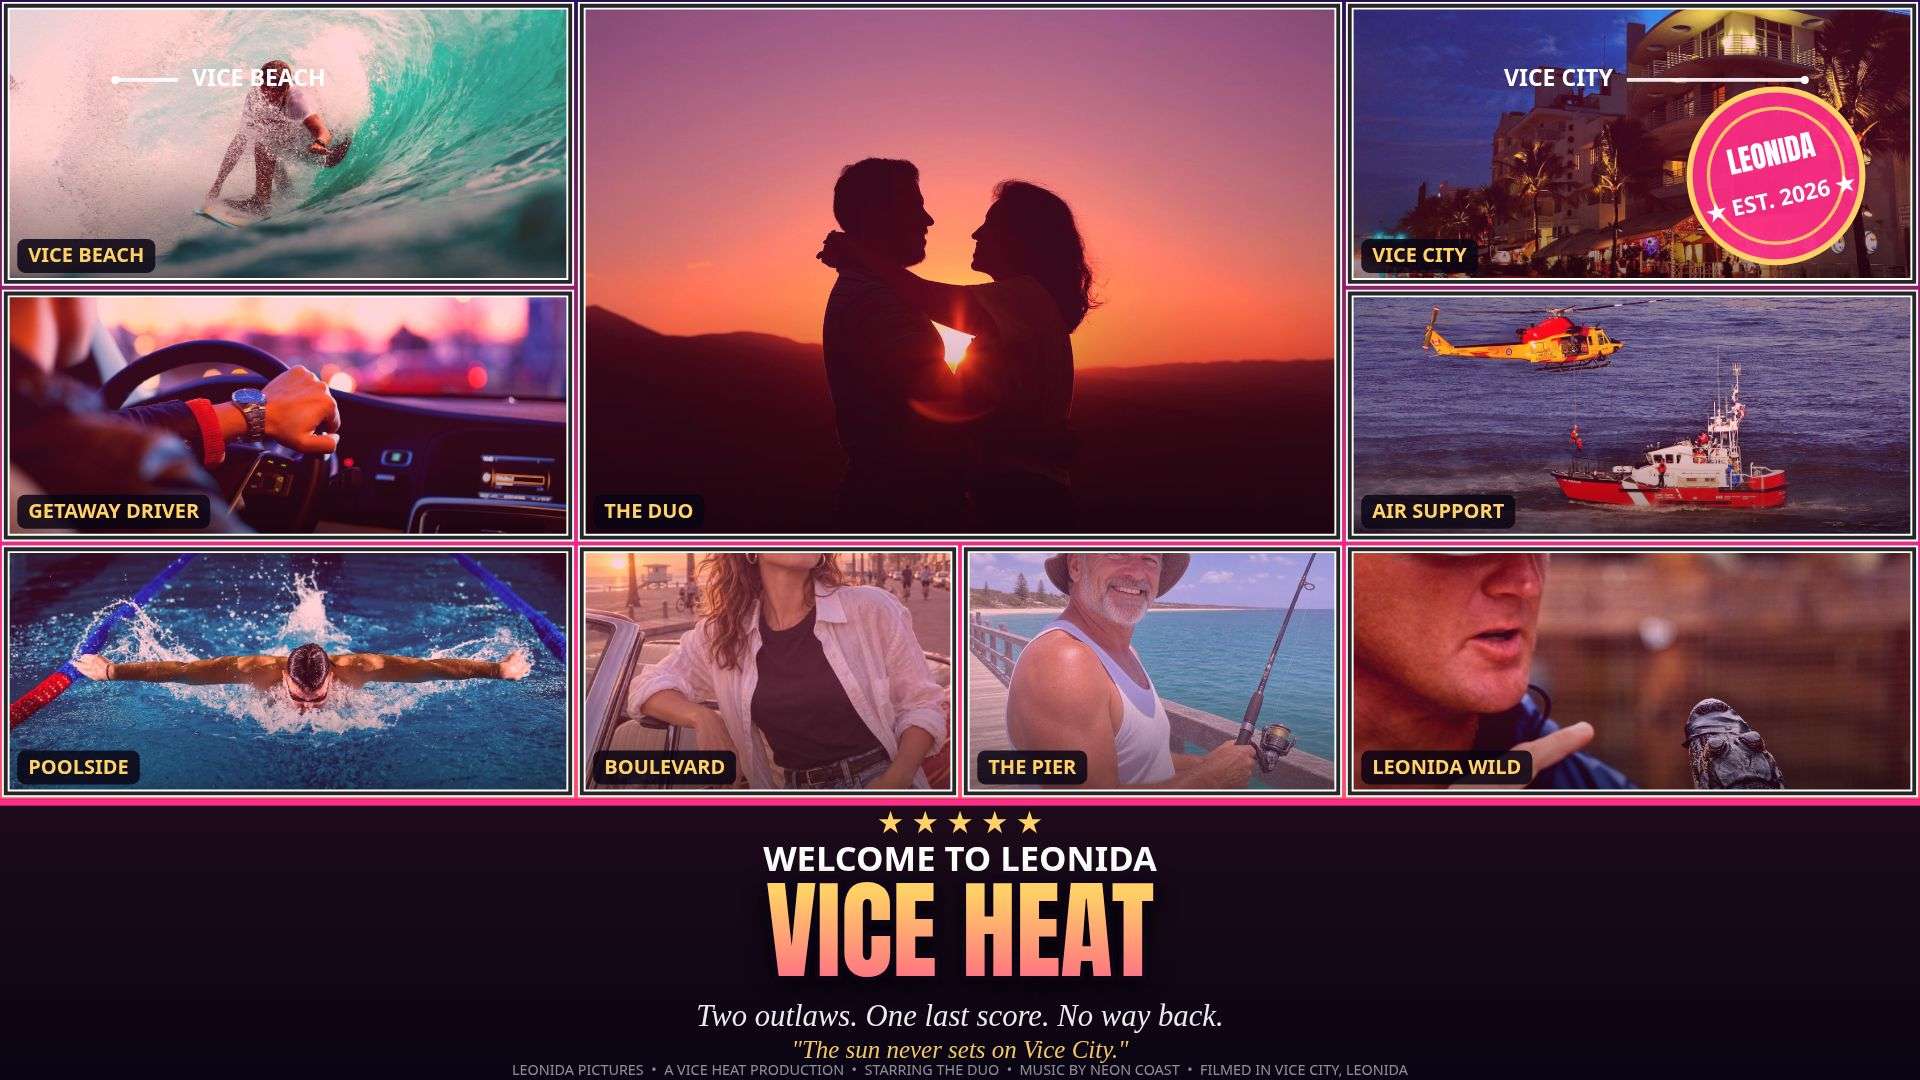 VICE BEACH
VICE BEACH
VICE CITY
LEONIDA
★ EST. 2026 ★
VICE CITY
GETAWAY DRIVER
THE DUO
AIR SUPPORT
POOLSIDE
BOULEVARD
THE PIER
LEONIDA WILD
★ ★ ★ ★ ★
WELCOME TO LEONIDA
VICE HEAT
Two outlaws. One last score. No way back.
"The sun never sets on Vice City."
LEONIDA PICTURES • A VICE HEAT PRODUCTION • STARRING THE DUO • MUSIC BY NEON COAST • FILMED IN VICE CITY, LEONIDA